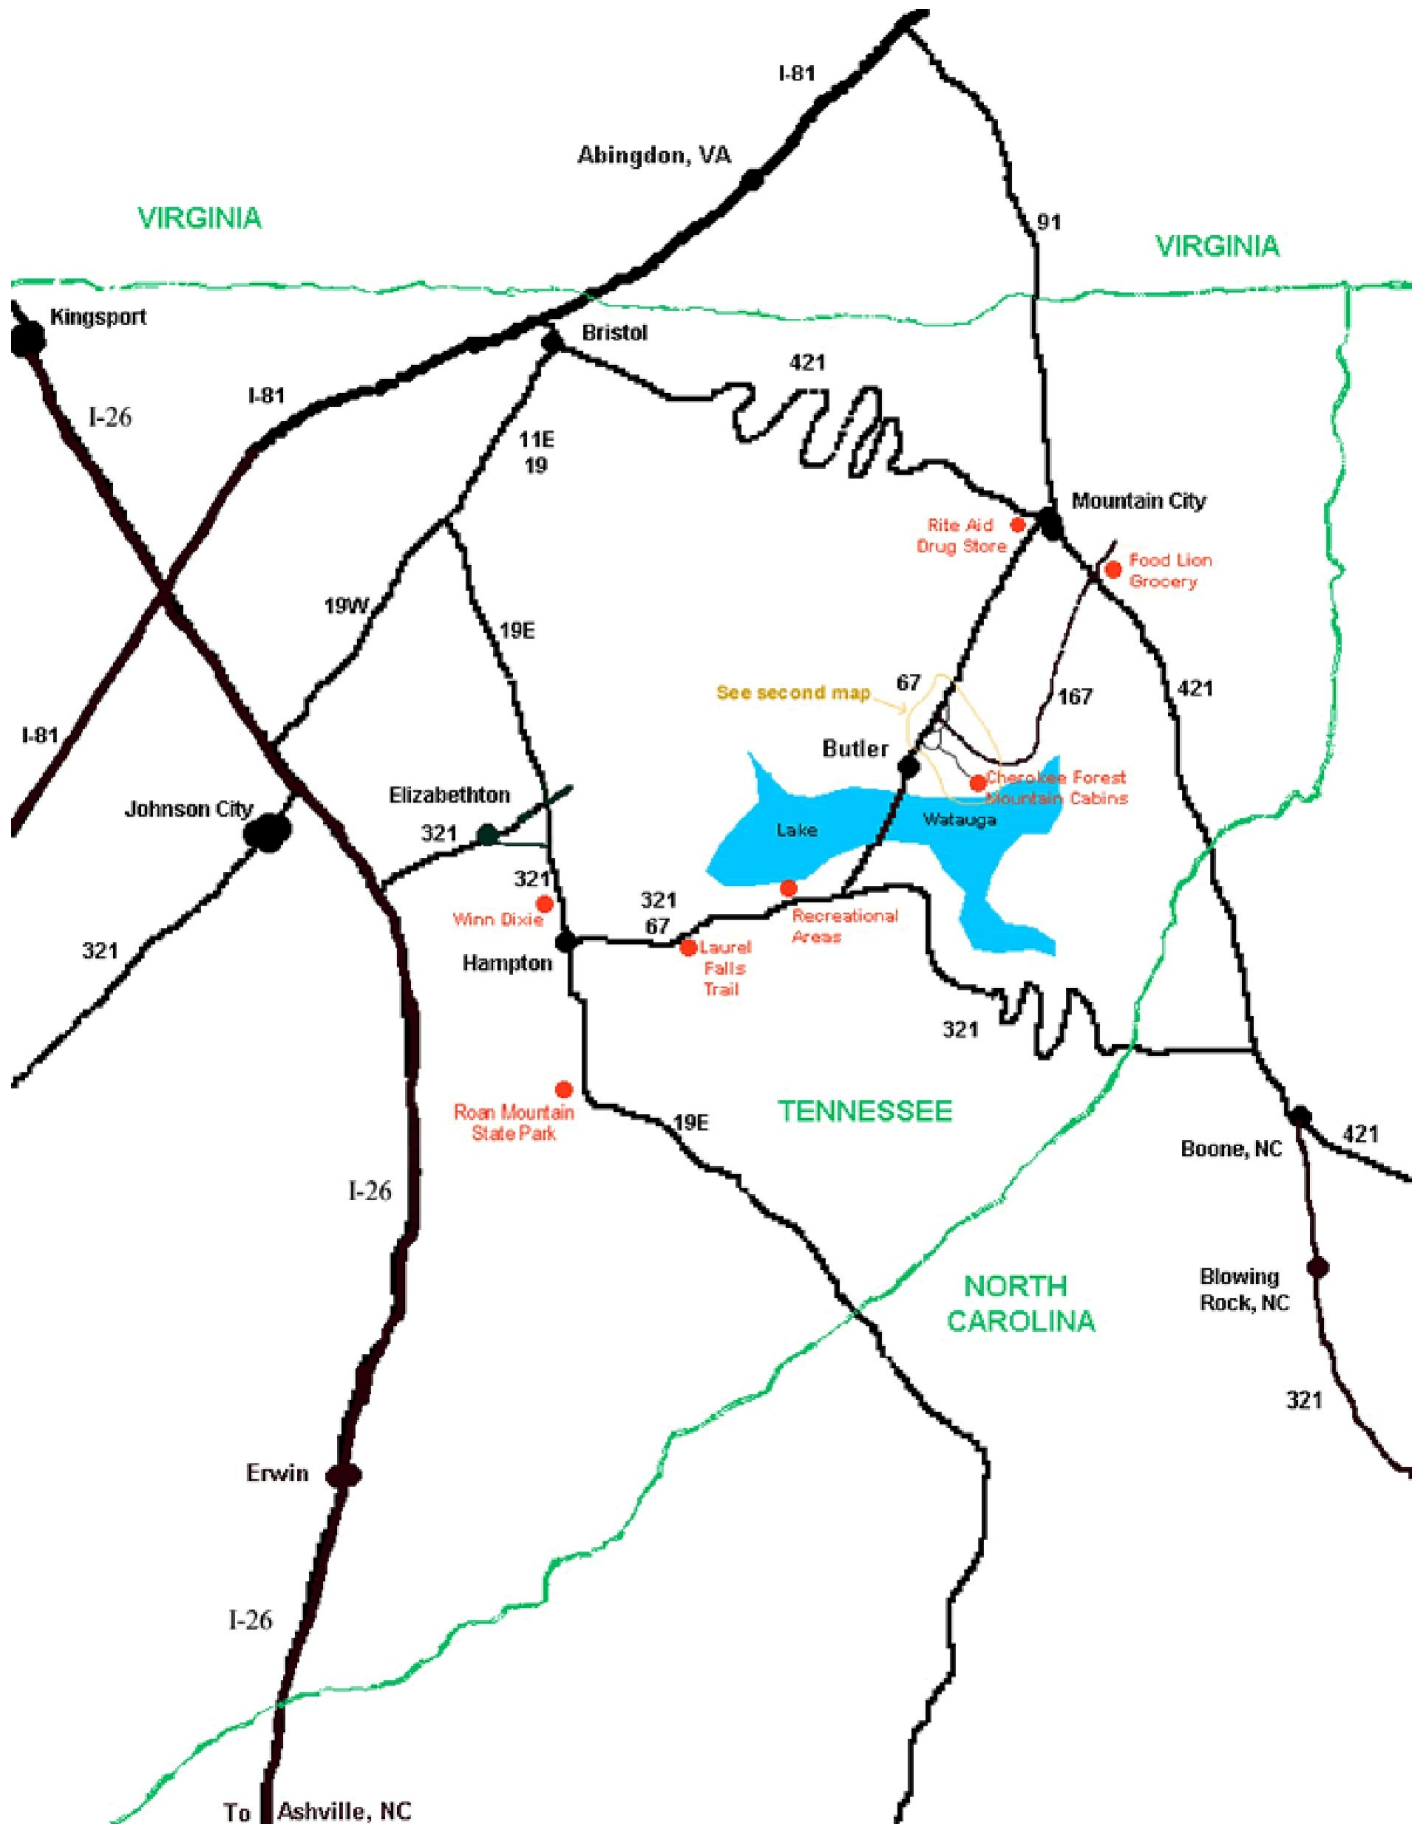 I-81
Abingdon, VA
VIRGINIA
91
VIRGINIA
Kingsport
Bristol
421
I-81
I-26
11E
19
Mountain City
Rite Aid
Drug Store
Food Lion
Grocery
19W
19E
67
See second map
167
421
I-81
Butler
Cherokee Forest
Mountain Cabins
Elizabethton
Johnson City
321
Lake
Watauga
321
321
67
Winn Dixie
Recreational
Areas
321
Hampton
Laurel
Falls
Trail
321
Roan Mountain
State Park
TENNESSEE
19E
421
Boone, NC
I-26
Blowing
Rock, NC
NORTH
CAROLINA
321
Erwin
I-26
To Ashville, NC